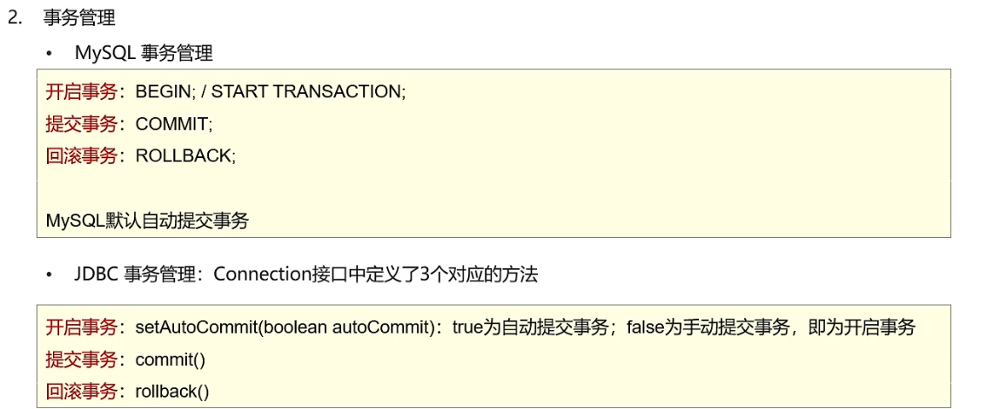 2. 事务管理
• MySQL 事务管理
开启事务：BEGIN; / START TRANSACTION;
提交事务：COMMIT;
回滚事务：ROLLBACK;
MySQL默认自动提交事务
• JDBC 事务管理：Connection接口中定义了3个对应的方法
开启事务：setAutoCommit(boolean autoCommit)：true为自动提交事务；false为手动提交事务，即为开启事务
提交事务：commit()
回滚事务：rollback()